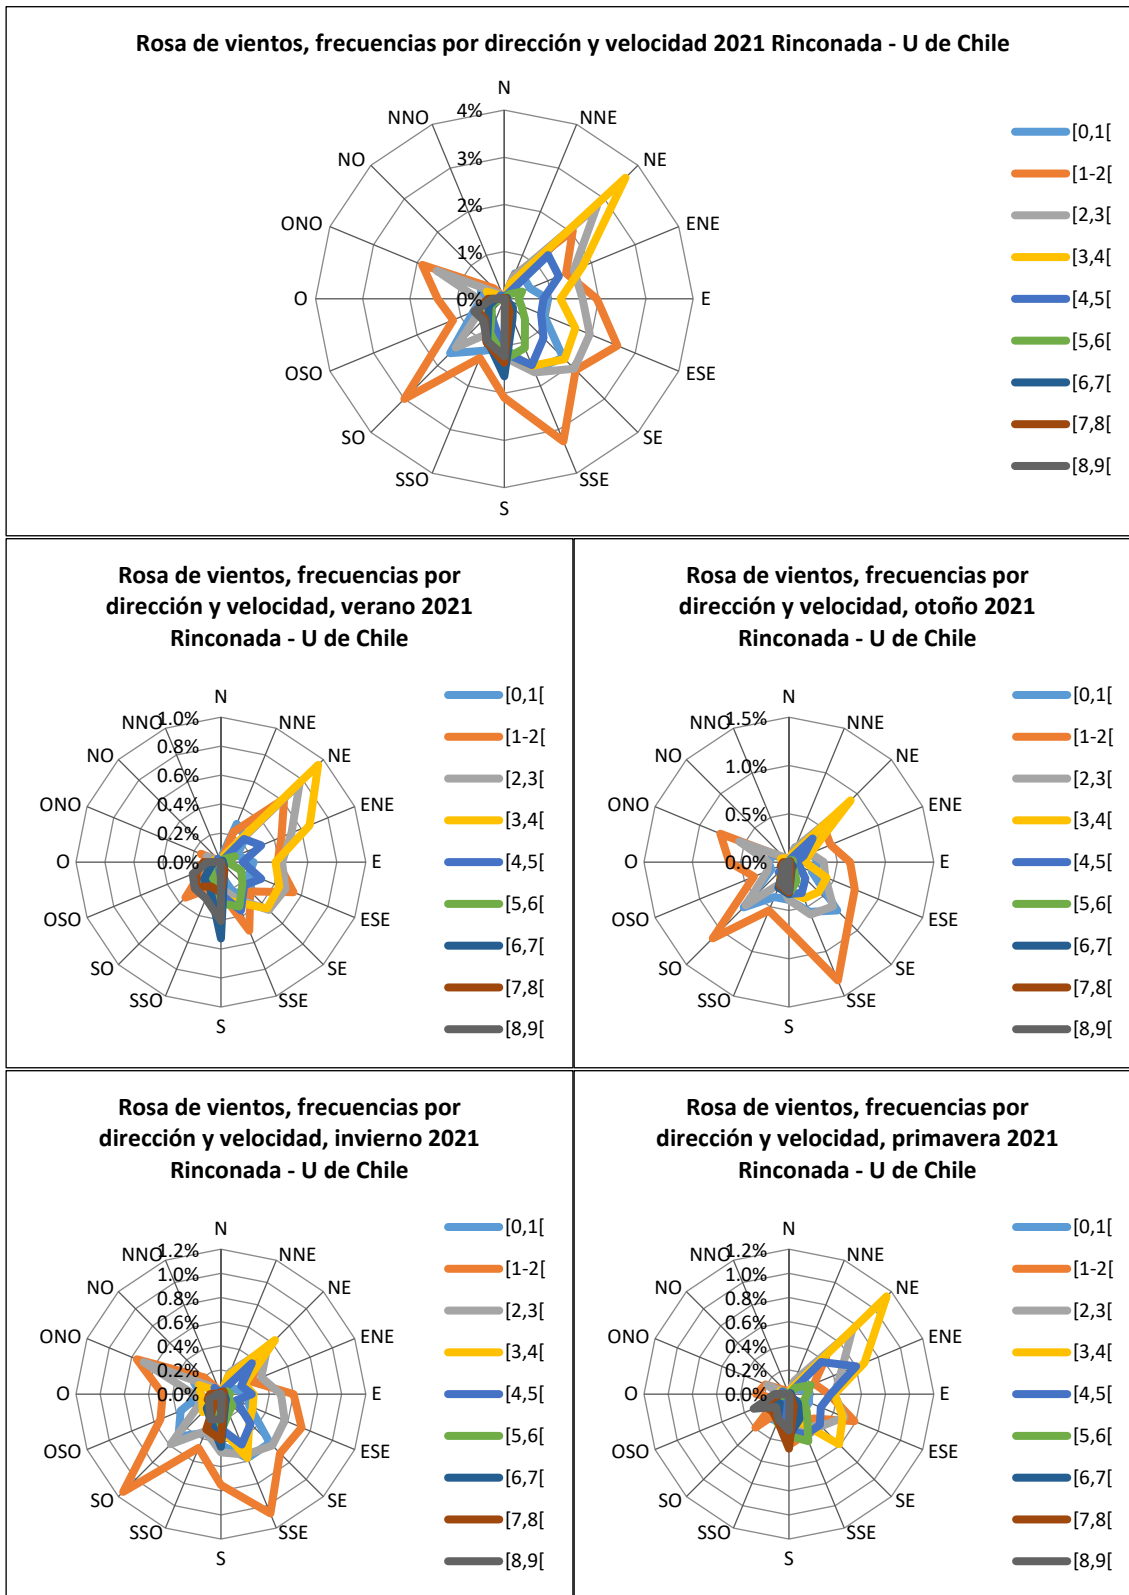 Rosa de vientos, frecuencias por dirección y velocidad 2021 Rinconada - U de Chile
N
NNE
NE
ENE
E
ESE
SE
SSE
S
SSO
SO
OSO
O
ONO
NO
NNO
4%
3%
2%
1%
0%
[0,1[
[1-2[
[2,3[
[3,4[
[4,5[
[5,6[
[6,7[
[7,8[
[8,9[
Rosa de vientos, frecuencias por
dirección y velocidad, verano 2021
Rinconada - U de Chile
N
NNE
NE
ENE
E
ESE
SE
SSE
S
SSO
SO
OSO
O
ONO
NO
NNO
1.0%
0.8%
0.6%
0.4%
0.2%
0.0%
[0,1[
[1-2[
[2,3[
[3,4[
[4,5[
[5,6[
[6,7[
[7,8[
[8,9[
Rosa de vientos, frecuencias por
dirección y velocidad, otoño 2021
Rinconada - U de Chile
N
NNE
NE
ENE
E
ESE
SE
SSE
S
SSO
SO
OSO
O
ONO
NO
NNO
1.5%
1.0%
0.5%
0.0%
[0,1[
[1-2[
[2,3[
[3,4[
[4,5[
[5,6[
[6,7[
[7,8[
[8,9[
Rosa de vientos, frecuencias por
dirección y velocidad, invierno 2021
Rinconada - U de Chile
N
NNE
NE
ENE
E
ESE
SE
SSE
S
SSO
SO
OSO
O
ONO
NO
NNO
1.2%
1.0%
0.8%
0.6%
0.4%
0.2%
0.0%
[0,1[
[1-2[
[2,3[
[3,4[
[4,5[
[5,6[
[6,7[
[7,8[
[8,9[
Rosa de vientos, frecuencias por
dirección y velocidad, primavera 2021
Rinconada - U de Chile
N
NNE
NE
ENE
E
ESE
SE
SSE
S
SSO
SO
OSO
O
ONO
NO
NNO
1.2%
1.0%
0.8%
0.6%
0.4%
0.2%
0.0%
[0,1[
[1-2[
[2,3[
[3,4[
[4,5[
[5,6[
[6,7[
[7,8[
[8,9[